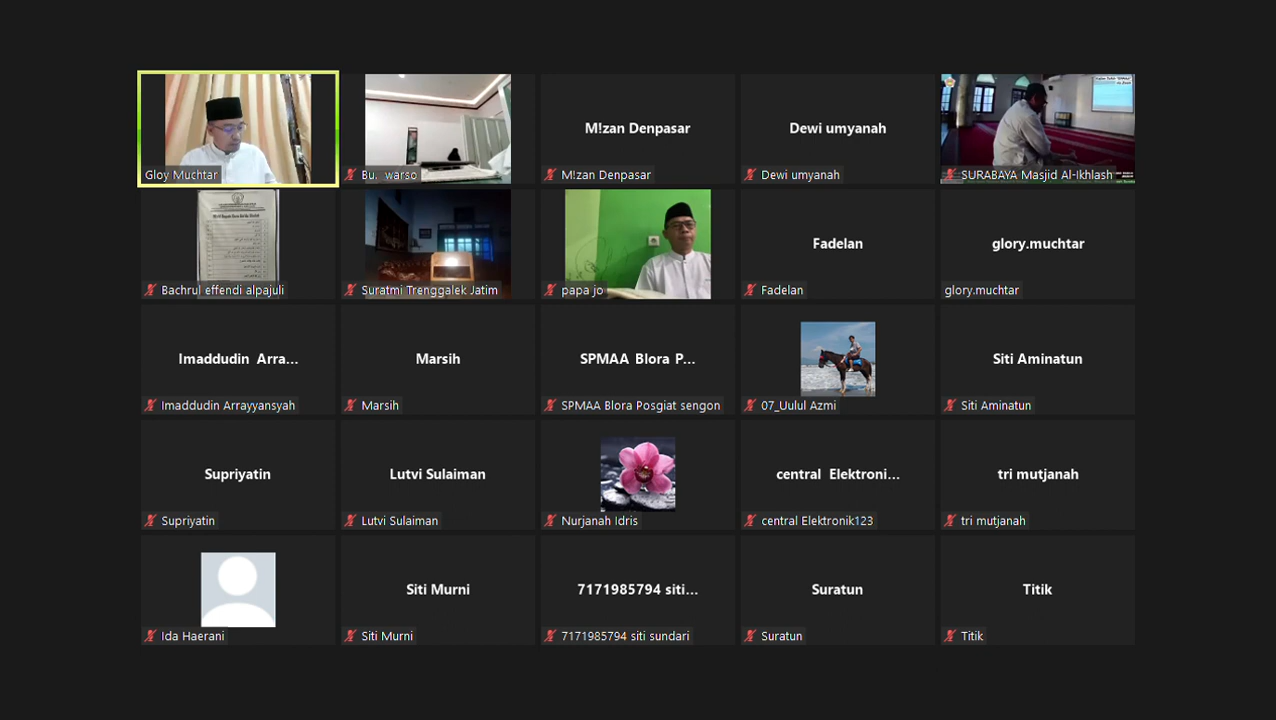 Gloy Muchtar
Bu. warso
M!zan Denpasar
M!zan Denpasar
Dewi umyanah
Dewi umyanah
SURABAYA Masjid Al-Ikhlash
Bachrul effendi alpajuli
Suratmi Trenggalek Jatim
papa jo
Fadelan
Fadelan
glory.muchtar
glory.muchtar
Imaddudin Arra...
Imaddudin Arrayyansyah
Marsih
Marsih
SPMAA Blora P...
SPMAA Blora Posgiat sengon
07_Uulul Azmi
Siti Aminatun
Siti Aminatun
Supriyatin
Supriyatin
Lutvi Sulaiman
Lutvi Sulaiman
Nurjanah Idris
central Elektroni...
central Elektronik123
tri mutjanah
tri mutjanah
Ida Haerani
Siti Murni
Siti Murni
7171985794 siti...
7171985794 siti sundari
Suratun
Suratun
Titik
Titik